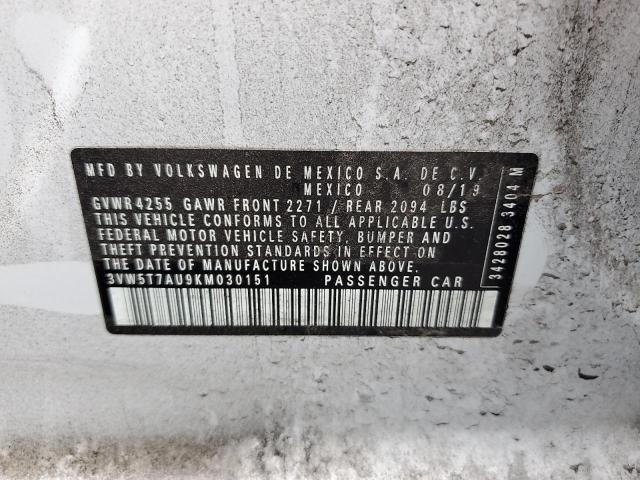 MFD BY VOLKSWAGEN DE MEXICO S.A. DE C.V.
MEXICO 08/19
GVWR 4255 GAWR FRONT 2271 / REAR 2094 LBS
THIS VEHICLE CONFORMS TO ALL APPLICABLE U.S.
FEDERAL MOTOR VEHICLE SAFETY, BUMPER AND
THEFT PREVENTION STANDARDS IN EFFECT ON
THE DATE OF MANUFACTURE SHOWN ABOVE.
3VW5T7AU9KM030151 PASSENGER CAR
3428028 3404 M